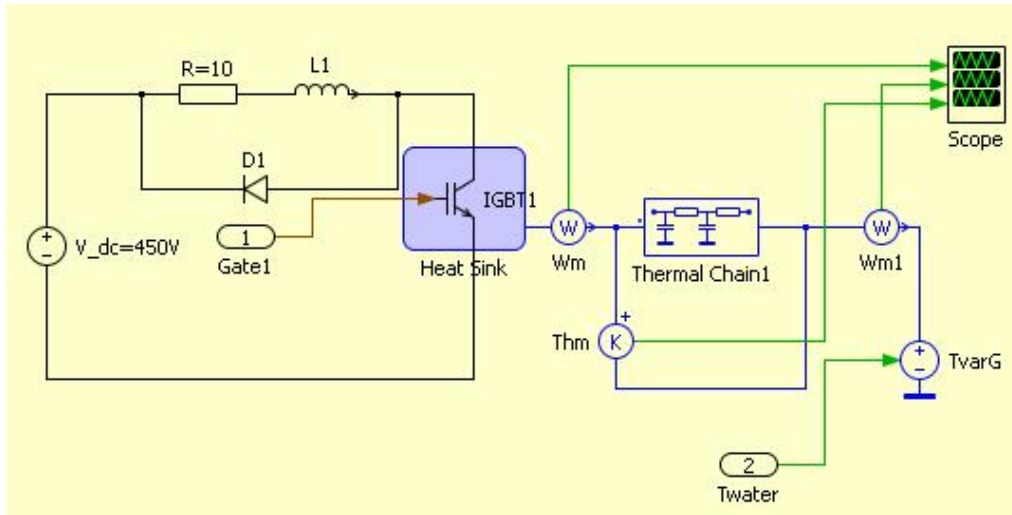 R=10
L1
D1
V_dc=450V
1
Gate1
IGBT1
Heat Sink
W
Wm
Thermal Chain1
W
Wm1
Scope
Thm
K
TvarG
2
Twater